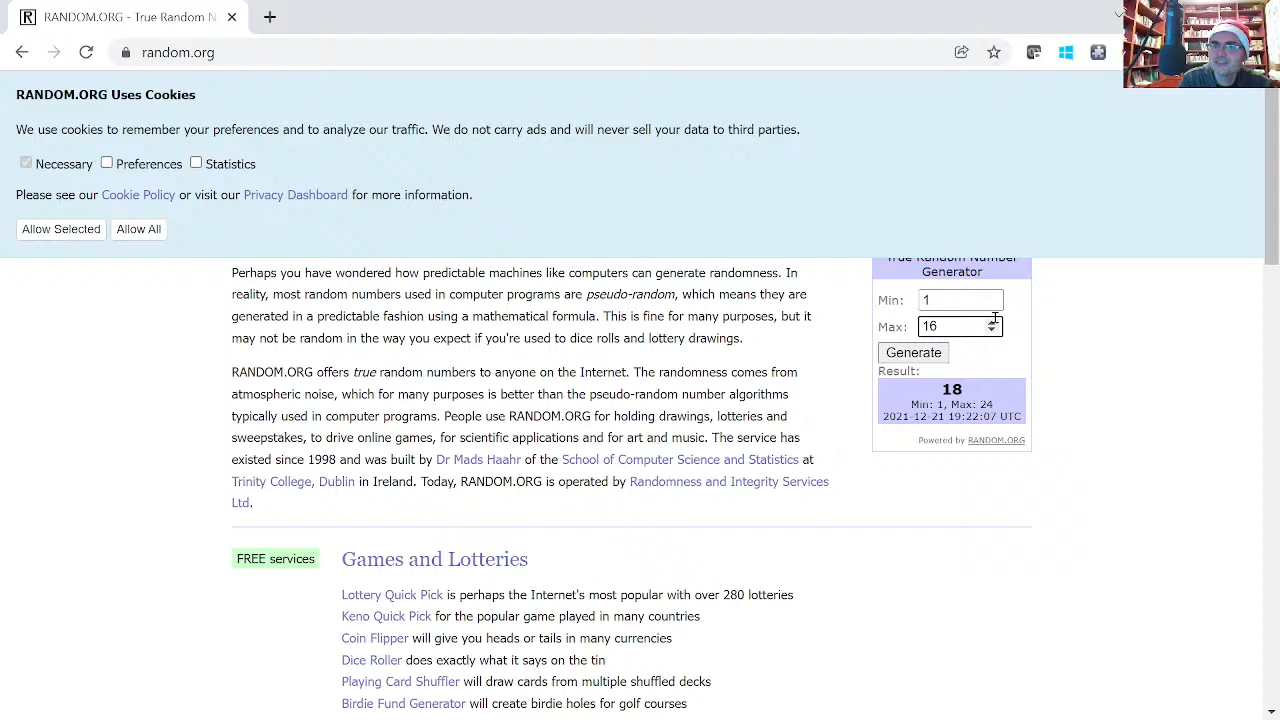 RANDOM.ORG - True Random N
random.org
RANDOM.ORG Uses Cookies
We use cookies to remember your preferences and to analyze our traffic. We do not carry ads and will never sell your data to third parties.
Necessary Preferences Statistics
Please see our Cookie Policy or visit our Privacy Dashboard for more information.
Allow Selected Allow All
Perhaps you have wondered how predictable machines like computers can generate randomness. In
reality, most random numbers used in computer programs are pseudo-random, which means they are
generated in a predictable fashion using a mathematical formula. This is fine for many purposes, but it
may not be random in the way you expect if you're used to dice rolls and lottery drawings.
RANDOM.ORG offers true random numbers to anyone on the Internet. The randomness comes from
atmospheric noise, which for many purposes is better than the pseudo-random number algorithms
typically used in computer programs. People use RANDOM.ORG for holding drawings, lotteries and
sweepstakes, to drive online games, for scientific applications and for art and music. The service has
existed since 1998 and was built by Dr Mads Haahr of the School of Computer Science and Statistics at
Trinity College, Dublin in Ireland. Today, RANDOM.ORG is operated by Randomness and Integrity Services
Ltd.
True Random Number
Generator
Min: 1
Max: 16
Generate
Result:
18
Min: 1, Max: 24
2021-12-21 19:22:07 UTC
Powered by RANDOM.ORG
FREE services
Games and Lotteries
Lottery Quick Pick is perhaps the Internet's most popular with over 280 lotteries
Keno Quick Pick for the popular game played in many countries
Coin Flipper will give you heads or tails in many currencies
Dice Roller does exactly what it says on the tin
Playing Card Shuffler will draw cards from multiple shuffled decks
Birdie Fund Generator will create birdie holes for golf courses